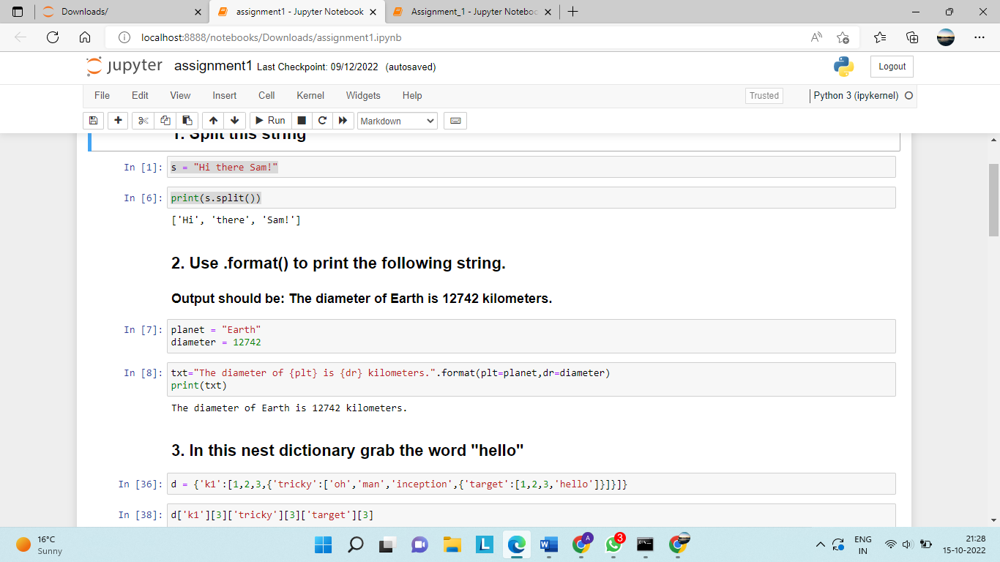 Downloads/
assignment1 - Jupyter Notebook
Assignment_1 - Jupyter Noteboo
localhost:8888/notebooks/Downloads/assignment1.ipynb
jupyter assignment1 Last Checkpoint: 09/12/2022 (autosaved)
Logout
File Edit View Insert Cell Kernel Widgets Help
Trusted
Python 3 (ipykernel)
Run
Markdown
1. Split this string
In [1]: s = "Hi there Sam!"
In [6]: print(s.split())
['Hi', 'there', 'Sam!']
2. Use .format() to print the following string.
Output should be: The diameter of Earth is 12742 kilometers.
In [7]: planet = "Earth"
diameter = 12742
In [8]: txt="The diameter of {plt} is {dr} kilometers.".format(plt=planet,dr=diameter)
print(txt)
The diameter of Earth is 12742 kilometers.
3. In this nest dictionary grab the word "hello"
In [36]: d = {'k1':[1,2,3,{'tricky':['oh','man','inception',{'target':[1,2,3,'hello']}]}]}
In [38]: d['k1'][3]['tricky'][3]['target'][3]
16°C
Sunny
L
W
A
3
ENG
IN
21:28
15-10-2022